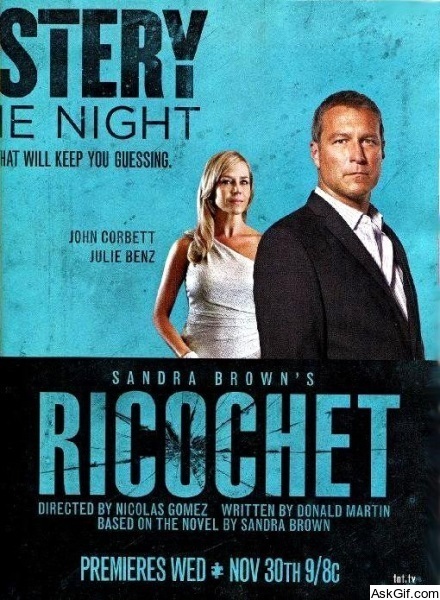 STERY
E NIGHT
HAT WILL KEEP YOU GUESSING.
JOHN CORBETT
JULIE BENZ
SANDRA BROWN'S
RICOCHET
DIRECTED BY NICOLAS GOMEZ WRITTEN BY DONALD MARTIN
BASED ON THE NOVEL BY SANDRA BROWN
PREMIERES WED NOV 30TH 9/8C
tnt.tv
AskGif.com